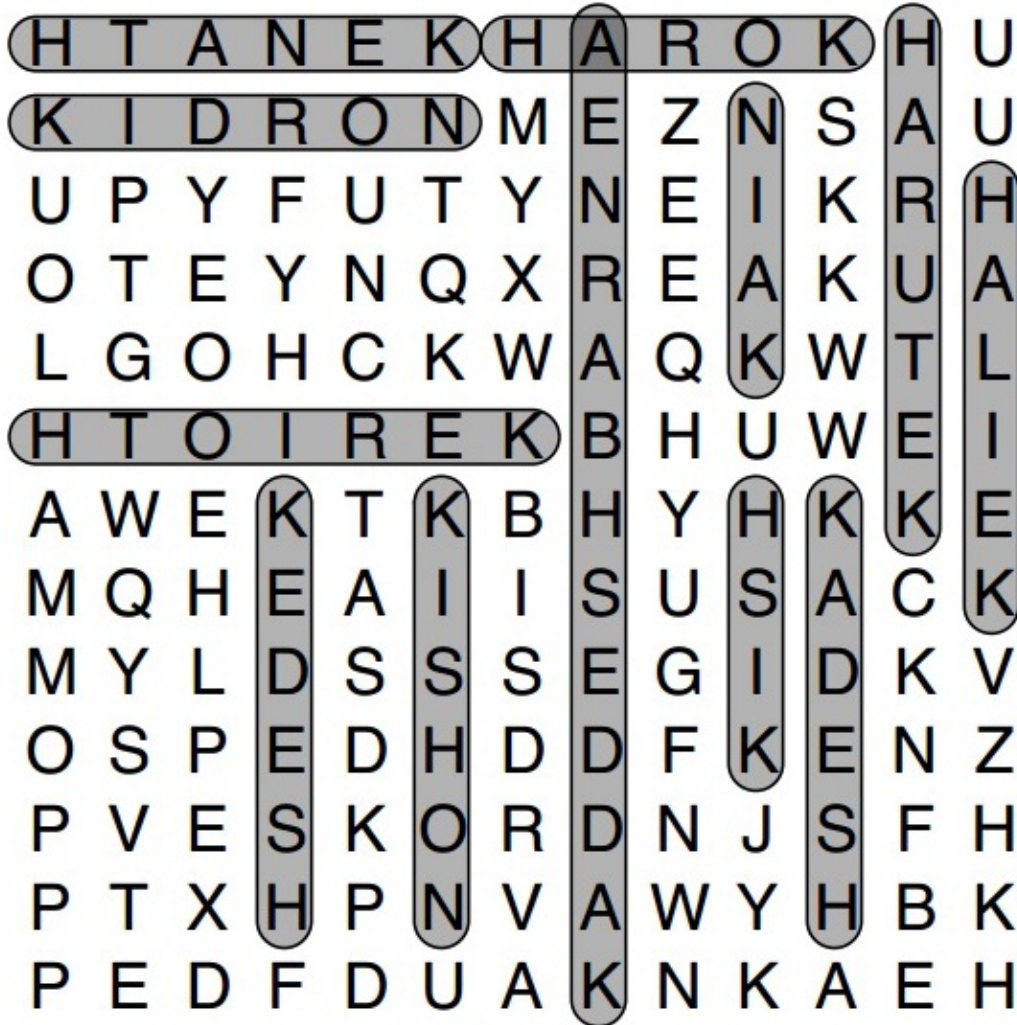 H T A N E K H A R O K H U
K I D R O N M E Z N S A U
U P Y F U T Y N E I K R H
O T E Y N Q X R E A K U A
L G O H C K W A Q K W T L
H T O I R E K B H U W E I
A W E K T K B H Y H K K E
M Q H E A I I S U S A C K
M Y L D S S S E G I D K V
O S P E D H D D F K E N Z
P V E S K O R D N J S F H
P T X H P N V A W Y H B K
P E D F D U A K N K A E H